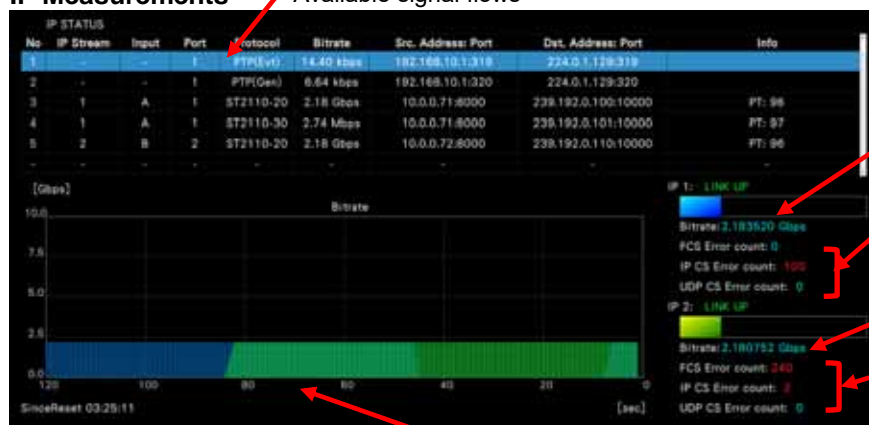 IP Measurements
Available signal flows
IP STATUS
No IP Stream Input Port Protocol Bitrate Src. Address: Port Dst. Address: Port Info
1 - - 1 PTP(Evt) 14.40 kbps 192.168.10.1:319 224.0.1.129:319
2 - - 1 PTP(Gen) 6.64 kbps 192.168.10.1:320 224.0.1.129:320
3 1 A 1 ST2110-20 2.18 Gbps 10.0.0.71:6000 239.192.0.100:10000 PT: 96
4 1 A 1 ST2110-30 2.74 Mbps 10.0.0.71:6000 239.192.0.101:10000 PT: 97
5 2 B 2 ST2110-20 2.18 Gbps 10.0.0.72:6000 239.192.0.110:10000 PT: 96
[Gbps]
Bitrate
10.0
7.5
5.0
2.5
0.0
120 100 80 60 40 20 0
SinceReset 03:25:11 [sec]
IP 1: LINK UP
Bitrate: 2.183520 Gbps
FCS Error count: 0
IP CS Error count: 105
UDP CS Error count: 0
IP 2: LINK UP
Bitrate: 2.180752 Gbps
FCS Error count: 240
IP CS Error count: 2
UDP CS Error count: 0